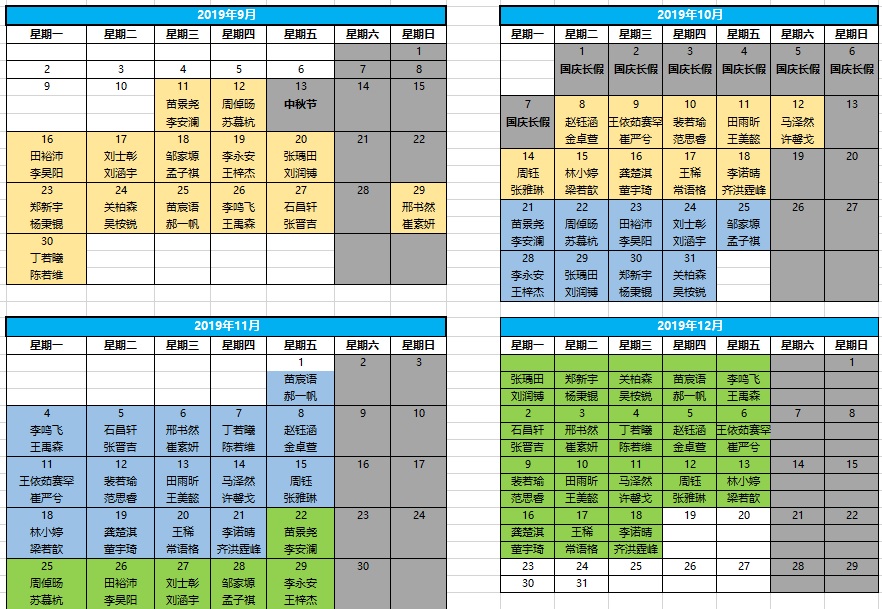 2019年9月
星期一 星期二 星期三 星期四 星期五 星期六 星期日
1
2 3 4 5 6 7 8
9 10 11 12 13 14 15
苗景尧 周倬旸 中秋节
李安澜 苏慕杭
16 17 18 19 20 21 22
田裕沛 刘士彰 邹家塬 李永安 张瑀田
李昊阳 刘涵宇 孟子祺 王梓杰 刘润锛
23 24 25 26 27 28 29
郑新宇 关柏森 苗宸语 李鸣飞 石昌轩 邢书然
杨秉锟 吴桉锐 郝一帆 王禹森 张晋吉 崔紊妍
30
丁若曦
陈若维
2019年10月
星期一 星期二 星期三 星期四 星期五 星期六 星期日
1 2 3 4 5 6
国庆长假 国庆长假 国庆长假 国庆长假 国庆长假 国庆长假
7 8 9 10 11 12 13
国庆长假 赵钰涵 王依茹赛罕 裴若瑜 田雨昕 马泽然
金卓萱 崔严兮 范思睿 王美懿 许馨戈
14 15 16 17 18 19 20
周钰 林小婷 龚楚淇 王稀 李诺晴
张雅琳 梁若歆 董宇琦 常语格 齐洪霆峰
21 22 23 24 25 26 27
苗景尧 周倬旸 田裕沛 刘士彰 邹家塬
李安澜 苏慕杭 李昊阳 刘涵宇 孟子祺
28 29 30 31
李永安 张瑀田 郑新宇 关柏森
王梓杰 刘润锛 杨秉锟 吴桉锐
2019年11月
星期一 星期二 星期三 星期四 星期五 星期六 星期日
1 2 3
苗宸语
郝一帆
4 5 6 7 8 9 10
李鸣飞 石昌轩 邢书然 丁若曦 赵钰涵
王禹森 张晋吉 崔紊妍 陈若维 金卓萱
11 12 13 14 15 16 17
王依茹赛罕 裴若瑜 田雨昕 马泽然 周钰
崔严兮 范思睿 王美懿 许馨戈 张雅琳
18 19 20 21 22 23 24
林小婷 龚楚淇 王稀 李诺晴 苗景尧
梁若歆 董宇琦 常语格 齐洪霆峰 李安澜
25 26 27 28 29 30
周倬旸 田裕沛 刘士彰 邹家塬 李永安
苏慕杭 李昊阳 刘涵宇 孟子祺 王梓杰
2019年12月
星期一 星期二 星期三 星期四 星期五 星期六 星期日
1
张瑀田 郑新宇 关柏森 苗宸语 李鸣飞
刘润锛 杨秉锟 吴桉锐 郝一帆 王禹森
2 3 4 5 6 7 8
石昌轩 邢书然 丁若曦 赵钰涵 王依茹赛罕
张晋吉 崔紊妍 陈若维 金卓萱 崔严兮
9 10 11 12 13 14 15
裴若瑜 田雨昕 马泽然 周钰 林小婷
范思睿 王美懿 许馨戈 张雅琳 梁若歆
16 17 18 19 20 21 22
龚楚淇 王稀 李诺晴
董宇琦 常语格 齐洪霆峰
23 24 25 26 27 28 29
30 31